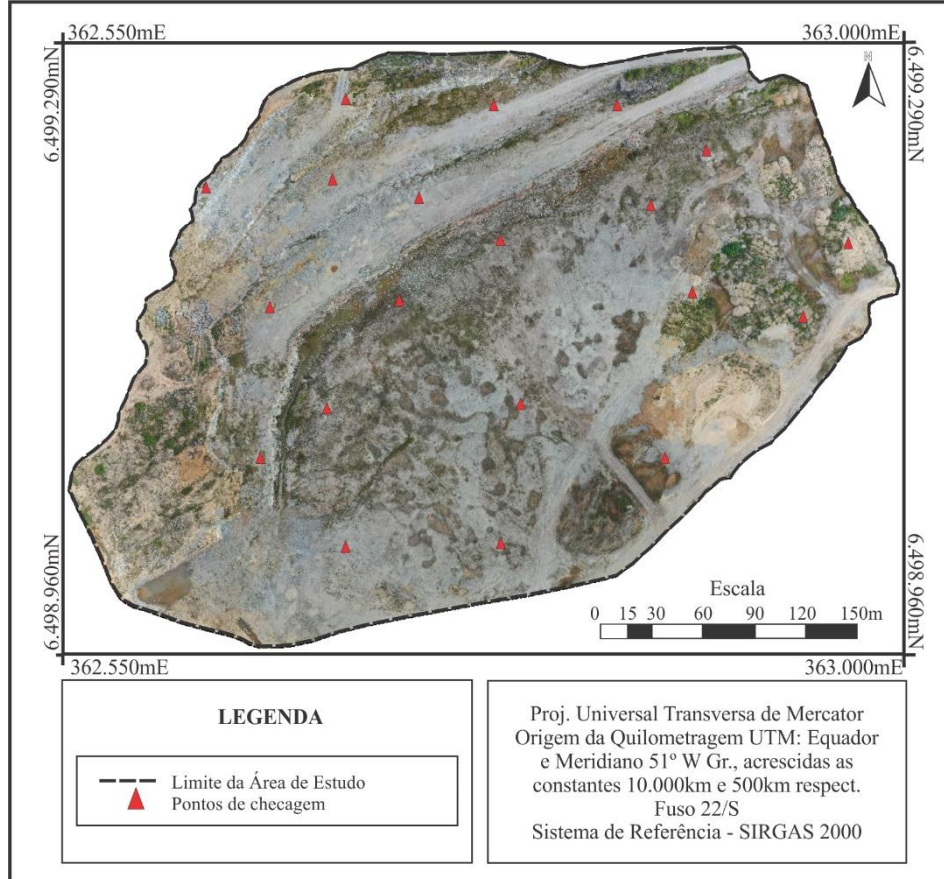 362.550mE
363.000mE
6.499.290mN
6.499.290mN
N
6.498.960mN
6.498.960mN
Escala
0 15 30 60 90 120 150m
362.550mE
363.000mE
LEGENDA
Limite da Área de Estudo
Pontos de checagem
Proj. Universal Transversa de Mercator
Origem da Quilometragem UTM: Equador
e Meridiano 51º W Gr., acrescidas as
constantes 10.000km e 500km respect.
Fuso 22/S
Sistema de Referência - SIRGAS 2000